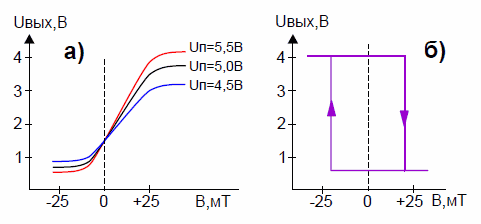 Uвых,В
а)
Uп=5,5В
Uп=5,0В
Uп=4,5В
4
3
2
1
-25 0 +25 В,мТ
Uвых,В
б)
4
3
2
1
-25 0 +25 В,мТ